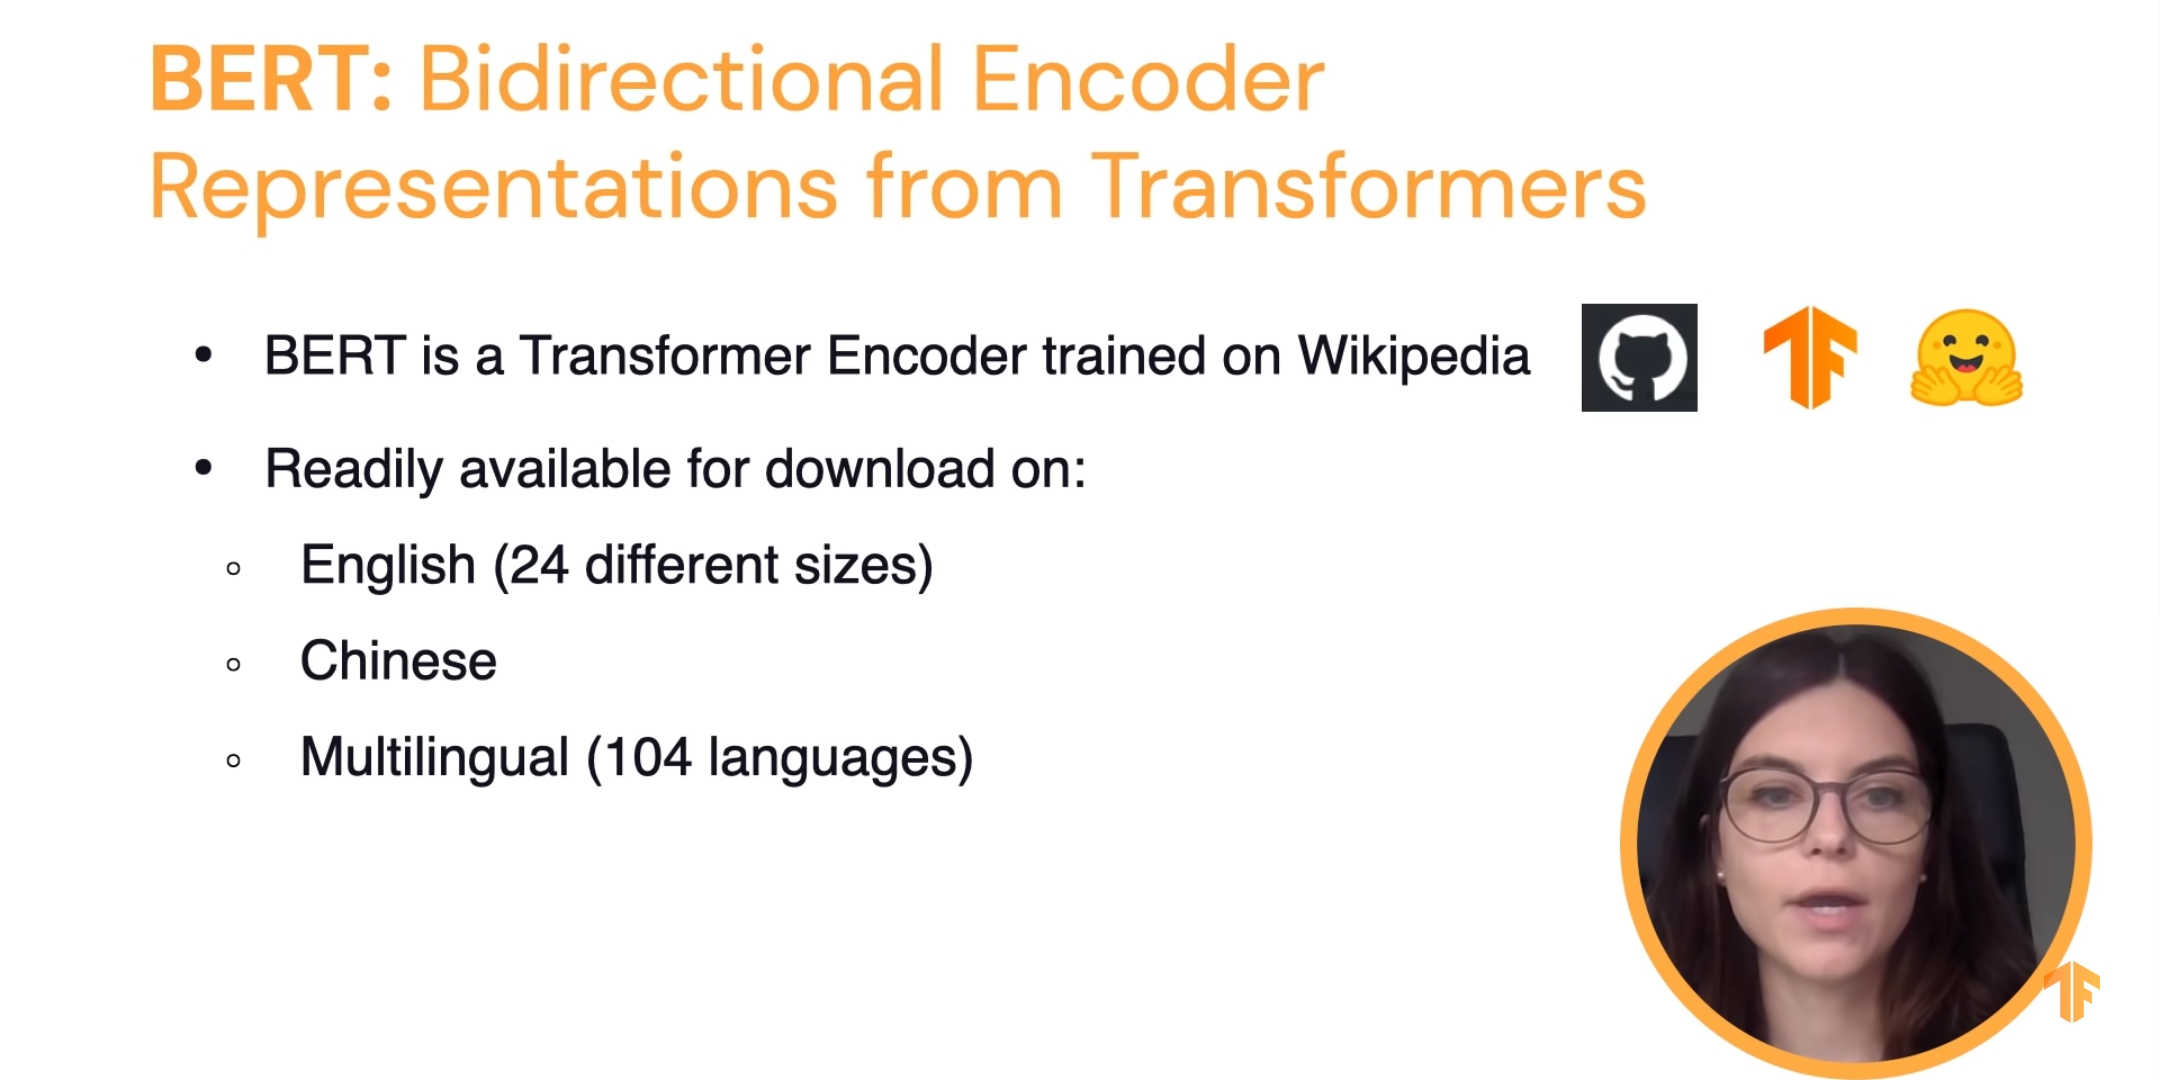 BERT: Bidirectional Encoder
Representations from Transformers
• BERT is a Transformer Encoder trained on Wikipedia
• Readily available for download on:
◦ English (24 different sizes)
◦ Chinese
◦ Multilingual (104 languages)